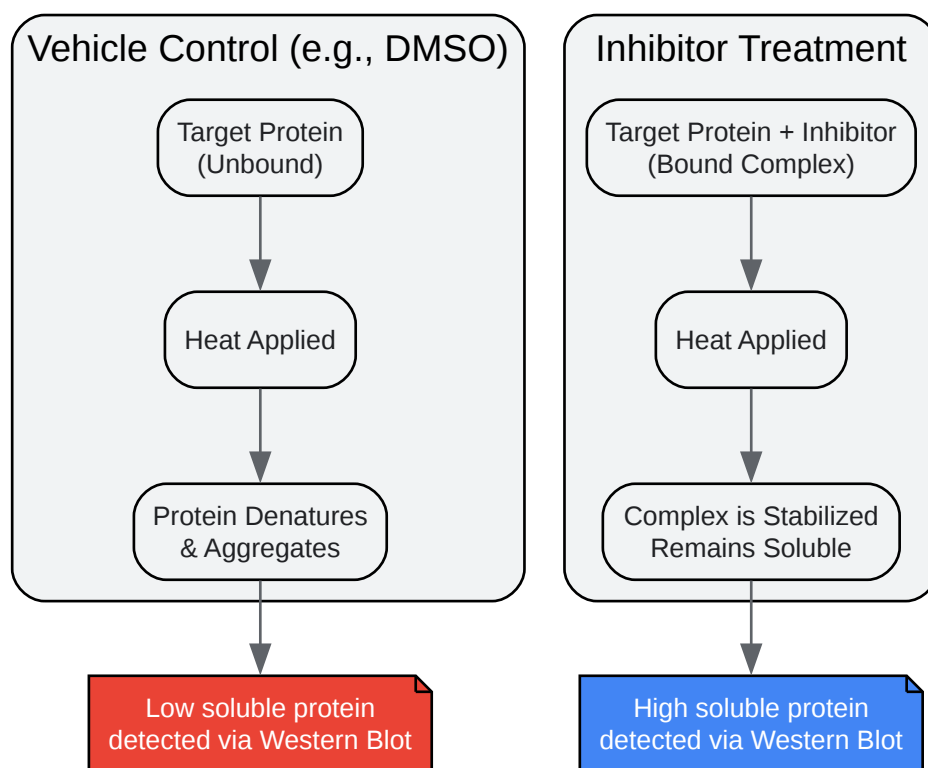 Vehicle Control (e.g., DMSO)
Target Protein
(Unbound)
Heat Applied
Protein Denatures
& Aggregates
Low soluble protein
detected via Western Blot
Inhibitor Treatment
Target Protein + Inhibitor
(Bound Complex)
Heat Applied
Complex is Stabilized
Remains Soluble
High soluble protein
detected via Western Blot